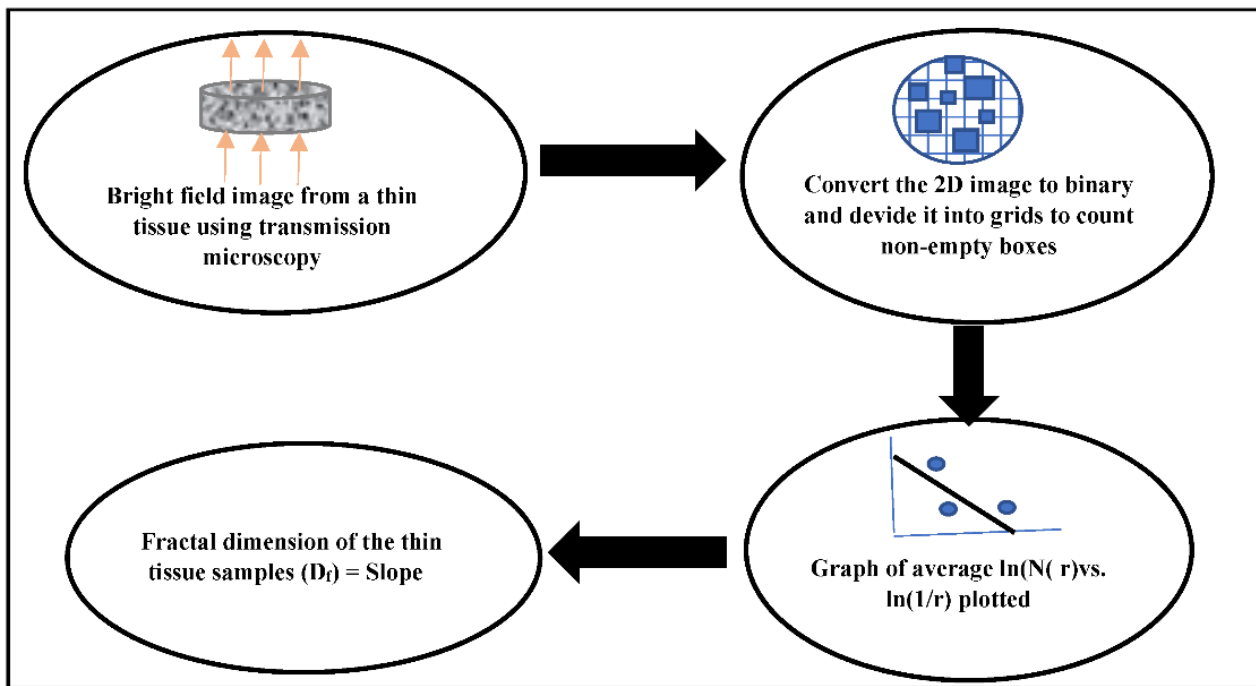 Bright field image from a thin
tissue using transmission
microscopy
Convert the 2D image to binary
and devide it into grids to count
non-empty boxes
Graph of average ln(N( r)vs.
ln(1/r) plotted
Fractal dimension of the thin
tissue samples (Df) = Slope